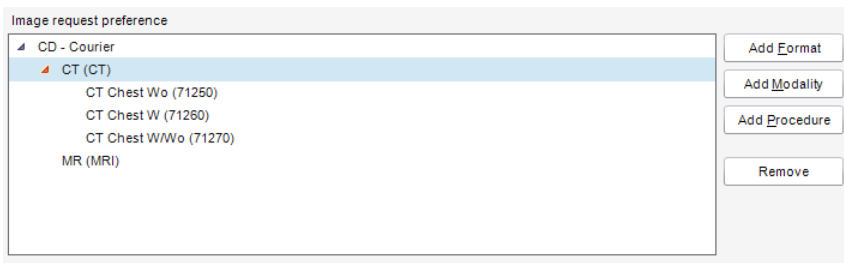 Image request preference
CD - Courier
CT (CT)
CT Chest Wo (71250)
CT Chest W (71260)
CT Chest W/Wo (71270)
MR (MRI)
Add Format
Add Modality
Add Procedure
Remove